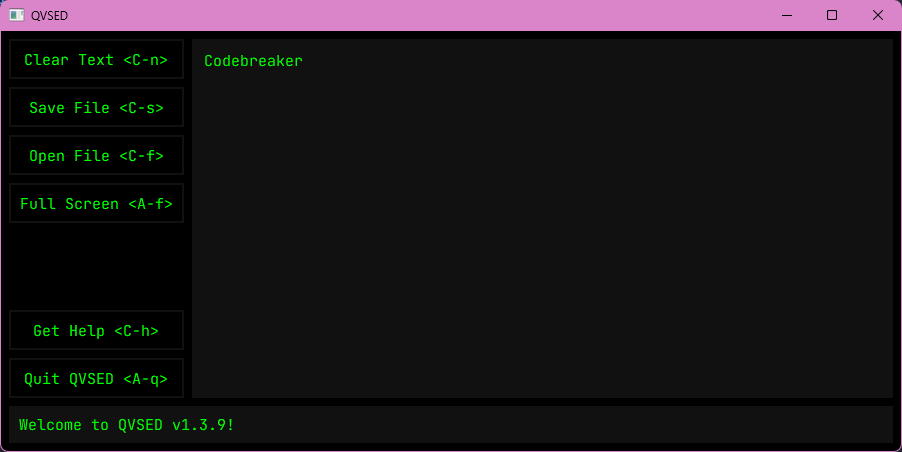 QVSED
Clear Text <C-n>
Save File <C-s>
Open File <C-f>
Full Screen <A-f>
Get Help <C-h>
Quit QVSED <A-q>
Codebreaker
Welcome to QVSED v1.3.9!